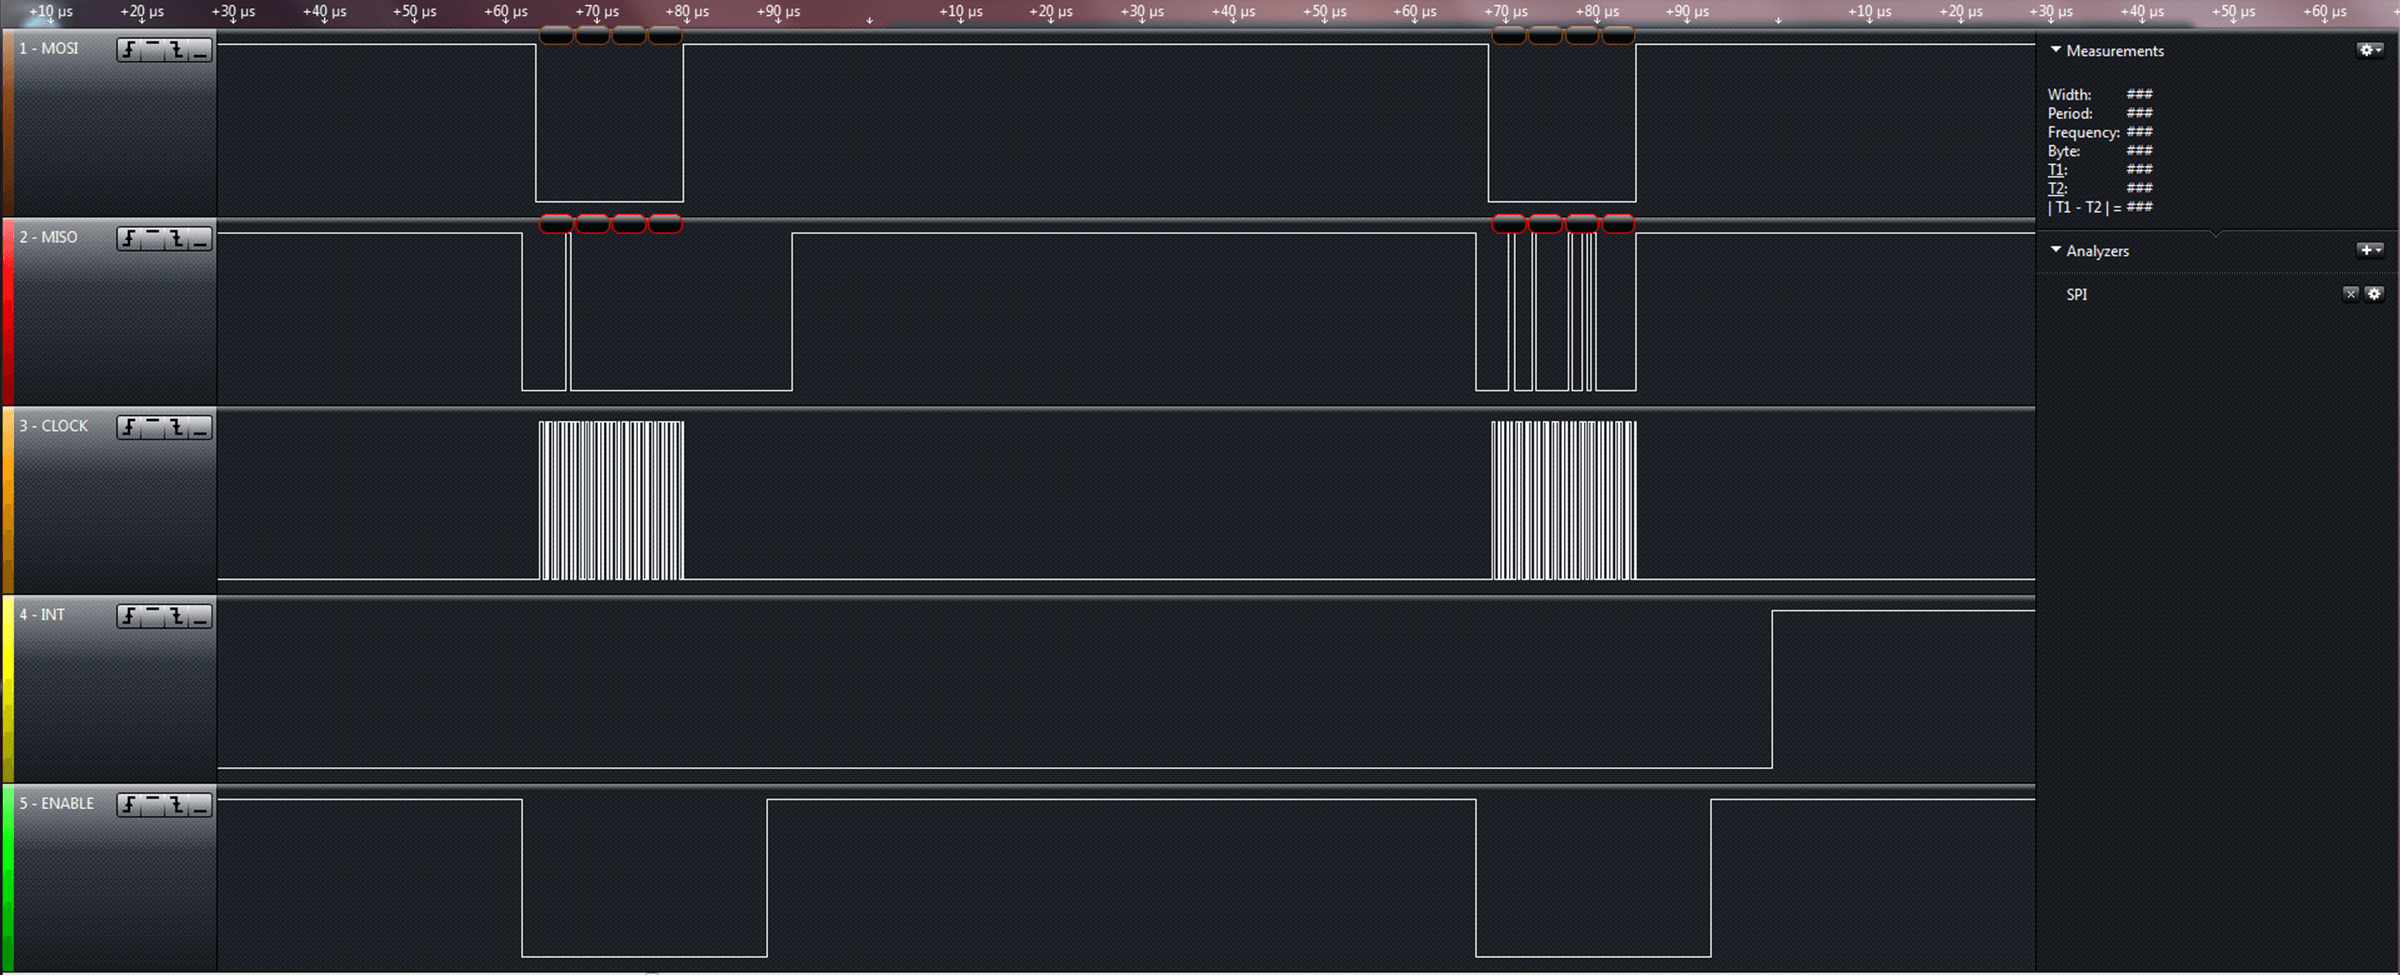 +10 µs +20 µs +30 µs +40 µs +50 µs +60 µs +70 µs +80 µs +90 µs +10 µs +20 µs +30 µs +40 µs +50 µs +60 µs +70 µs +80 µs +90 µs +10 µs +20 µs +30 µs +40 µs +50 µs +60 µs
1 - MOSI
2 - MISO
3 - CLOCK
4 - INT
5 - ENABLE
Measurements
Width: ###
Period: ###
Frequency: ###
Byte: ###
T1: ###
T2: ###
| T1 - T2 | = ###
Analyzers
SPI